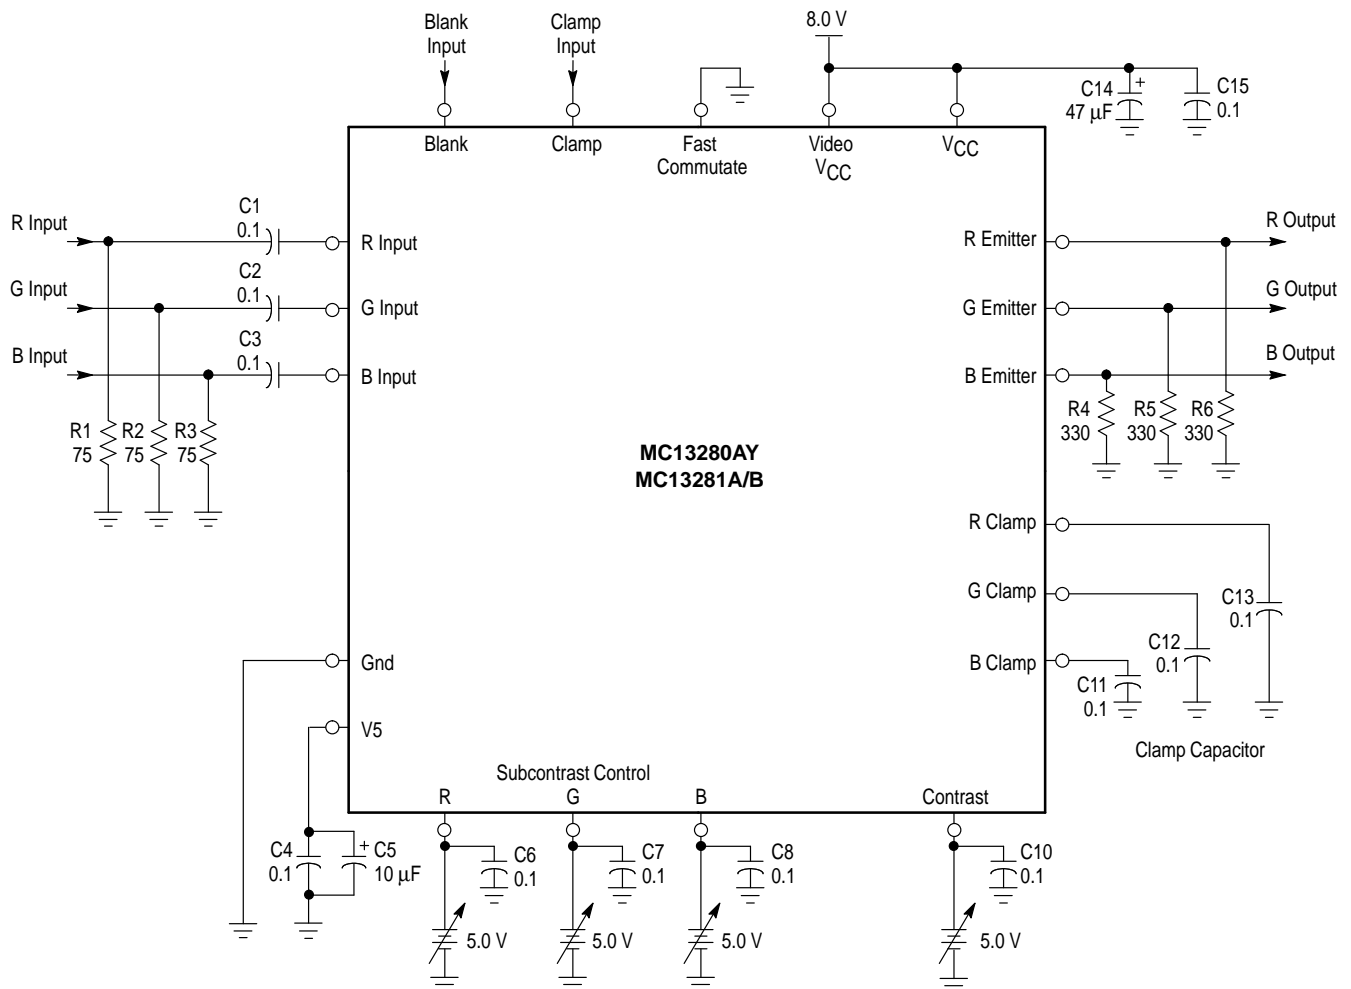 Blank
Input
Clamp
Input
8.0 V
C14
+
47 µF
C15
0.1
Blank
Clamp
Fast
Commutate
Video
VCC
VCC
R Input
C1
0.1
R Input
G Input
C2
0.1
G Input
B Input
C3
0.1
B Input
R1
75
R2
75
R3
75
R Emitter
R Output
G Emitter
G Output
B Emitter
B Output
R4
330
R5
330
R6
330
MC13280AY
MC13281A/B
R Clamp
G Clamp
B Clamp
C13
0.1
C12
0.1
C11
0.1
Clamp Capacitor
Gnd
V5
Subcontrast Control
R
G
B
Contrast
C4
0.1
+
C5
10 µF
C6
0.1
C7
0.1
C8
0.1
C10
0.1
5.0 V
5.0 V
5.0 V
5.0 V